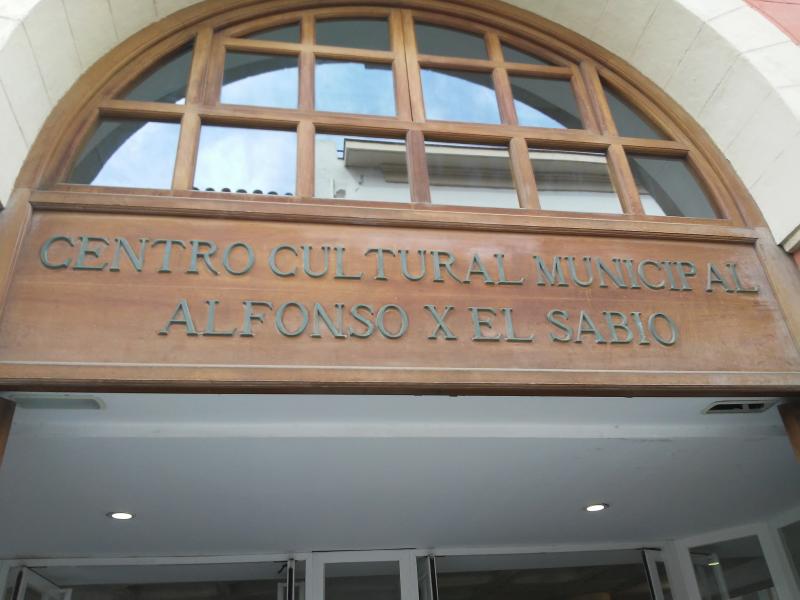 CENTRO CULTURAL MUNICIPAL
ALFONSO X EL SABIO